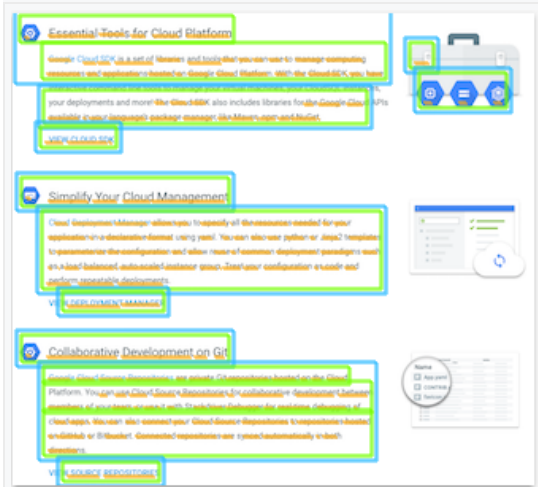 Essential Tools for Cloud Platform
Google Cloud SDK is a set of libraries and tools that you can use to manage computing
resources and applications hosted on Google Cloud Platform. With the Cloud SDK, you have
your deployments and more! The Cloud SDK also includes libraries for the Google Cloud APIs
available in your language's package manager, like Maven, npm and NuGet.
VIEW CLOUD SDK
Simplify Your Cloud Management
Cloud Deployment Manager allows you to specify all the resources needed for your
application in a declarative format using yaml. You can also use python or Jinja2 templates
to parameterize the configuration and allow reuse of common deployment paradigms such
as a load balanced, auto-scaled instance group. Treat your configuration as code and
perform repeatable deployments.
VIEW DEPLOYMENT MANAGER
Collaborative Development on Git
Name
App.yaml
CONTRIB
Google Cloud Source Repositories are private Git repositories hosted on the Cloud
Platform. You can use Cloud Source Repositories for collaborative development between
members of your team or use it with Stackdriver Debugger for real-time debugging of
cloud apps. You can also connect your Cloud Source Repositories to repositories hosted
on GitHub or Bitbucket. Connected repositories are synced automatically in both
directions.
VIEW SOURCE REPOSITORIES